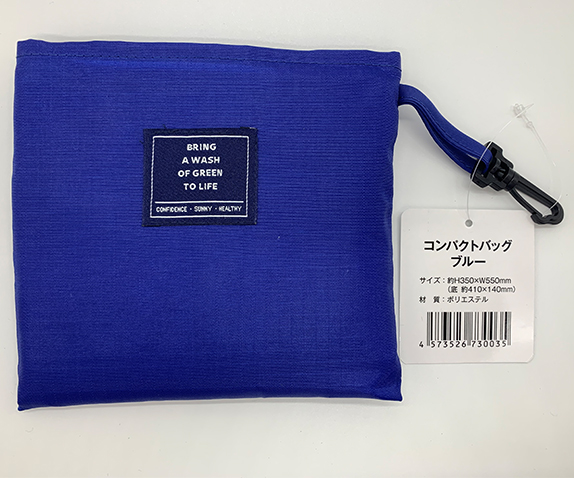 BRING
A WASH
OF GREEN
TO LIFE
CONFIDENCE・SUNNY・HEALTHY
コンパクトバッグ
ブルー
サイズ：約H350×W550mm
（底 約410×140mm）
材　質：ポリエステル
4 573526 730035